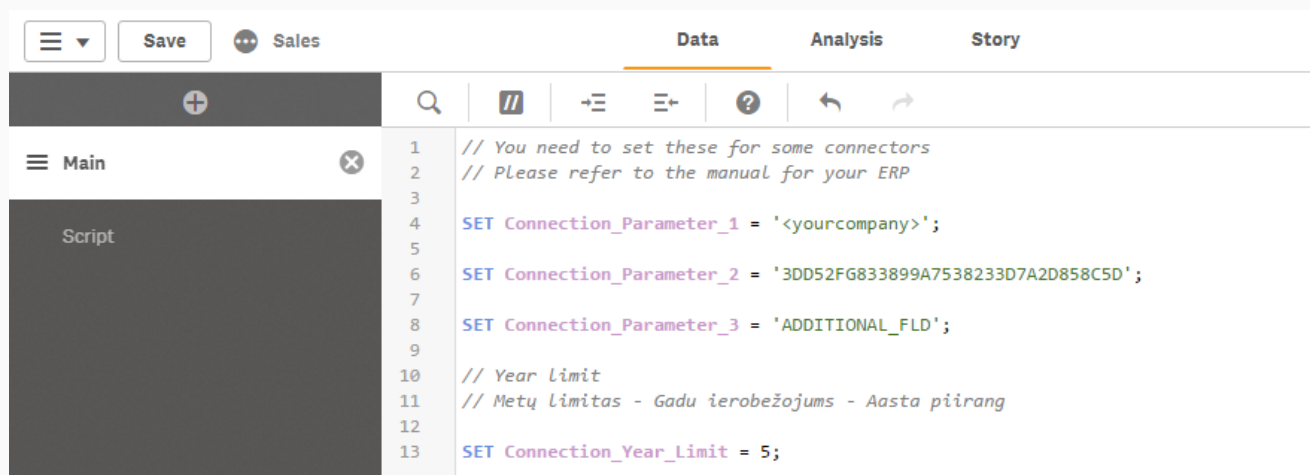 Save
Sales
Data
Analysis
Story
Main
Script
1 // You need to set these for some connectors
2 // Please refer to the manual for your ERP
3
4 SET Connection_Parameter_1 = '<yourcompany>';
5
6 SET Connection_Parameter_2 = '3DD52FG833899A7538233D7A2D858C5D';
7
8 SET Connection_Parameter_3 = 'ADDITIONAL_FLD';
9
10 // Year limit
11 // Metų limitas - Gadu ierobežojums - Aasta piirang
12
13 SET Connection_Year_Limit = 5;